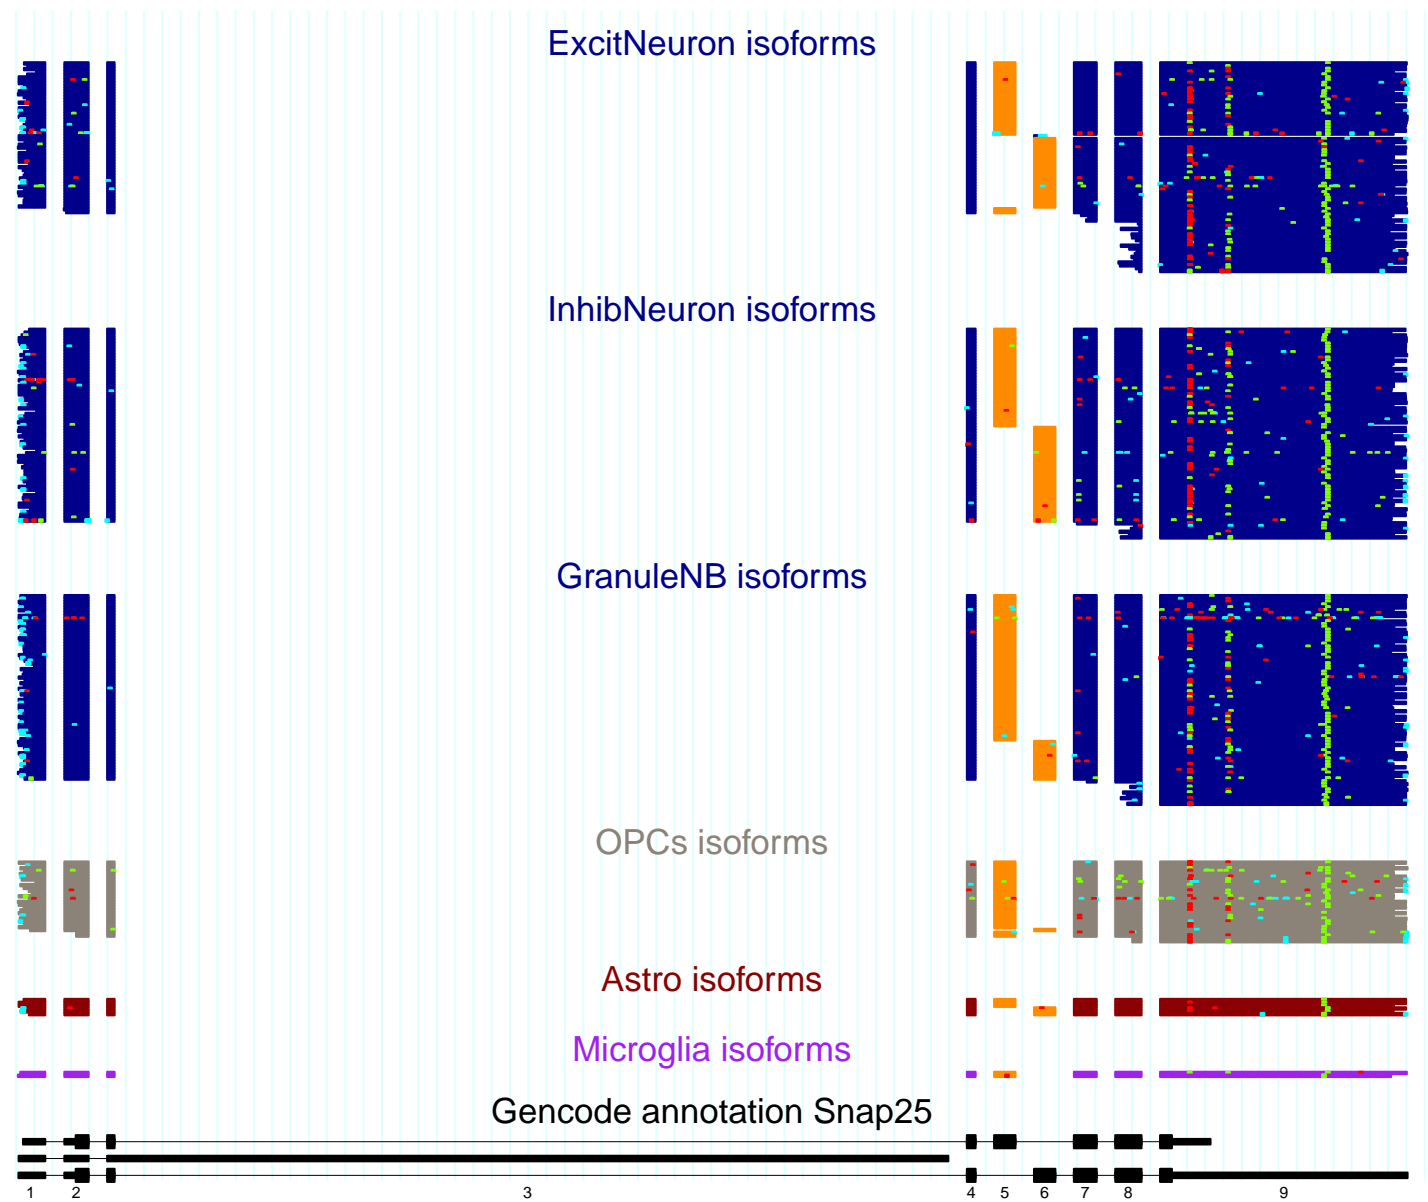 ExcitNeuron isoforms
InhibNeuron isoforms
GranuleNB isoforms
OPCs isoforms
Astro isoforms
Microglia isoforms
Gencode annotation Snap25
1 2 3 4 5 6 7 8 9